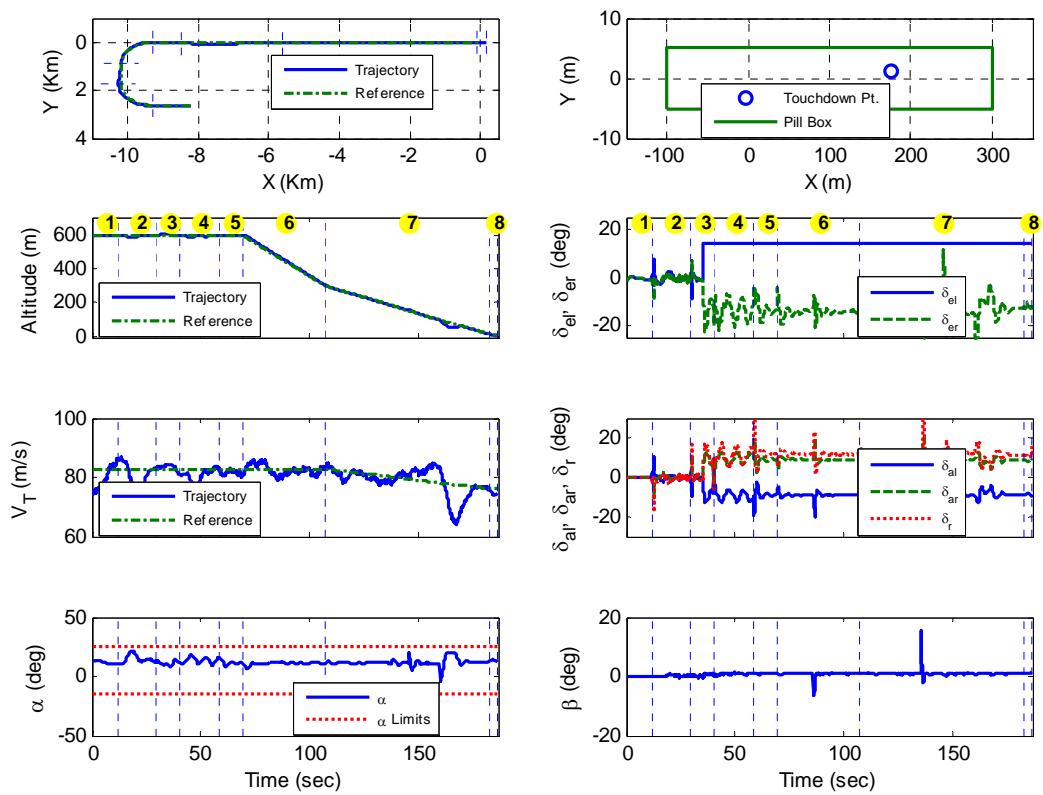 0
2
4
Y (Km)
-10
-8
-6
-4
-2
0
X (Km)
Trajectory
Reference
10
0
-10
Y (m)
-100
0
100
200
300
X (m)
Touchdown Pt.
Pill Box
1 2 3 4 5 6 7 8
600
400
200
0
Altitude (m)
Trajectory
Reference
1 2 3 4 5 6 7 8
20
0
-20
δel, δer (deg)
δel
δer
100
80
60
VT (m/s)
Trajectory
Reference
20
0
-20
δal, δar, δr (deg)
δal
δar
δr
50
0
-50
α (deg)
α
α Limits
0
50
100
150
Time (sec)
20
0
-20
β (deg)
0
50
100
150
Time (sec)